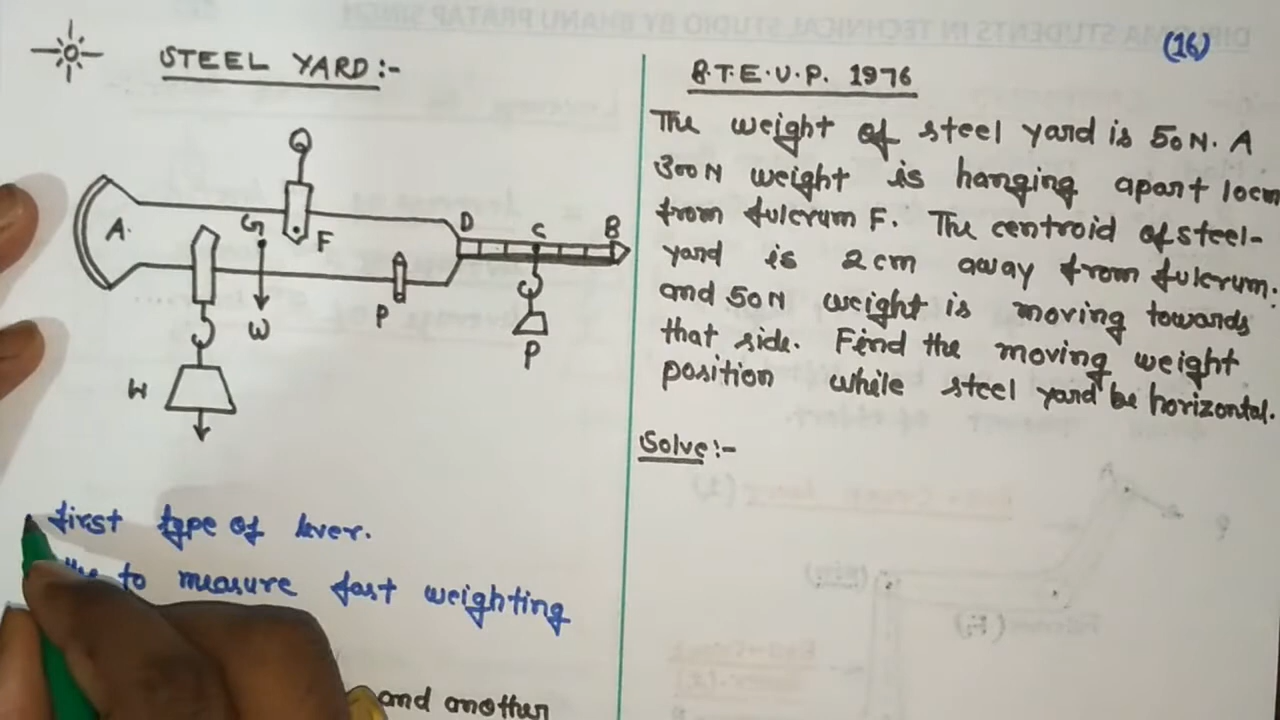 (16)
STEEL YARD:-
A
G
F
D
C
B
W
P
P
W
first type of lever.
to measure fast weighting
and another
B.T.E.U.P. 1976
The weight of steel yard is 50N. A
300N weight is hanging apart 10cm
from fulcrum F. The centroid of steel-
yard is 2cm away from fulcrum.
and 50N weight is moving towards
that side. Find the moving weight
position while steel yard be horizontal.
Solve:-